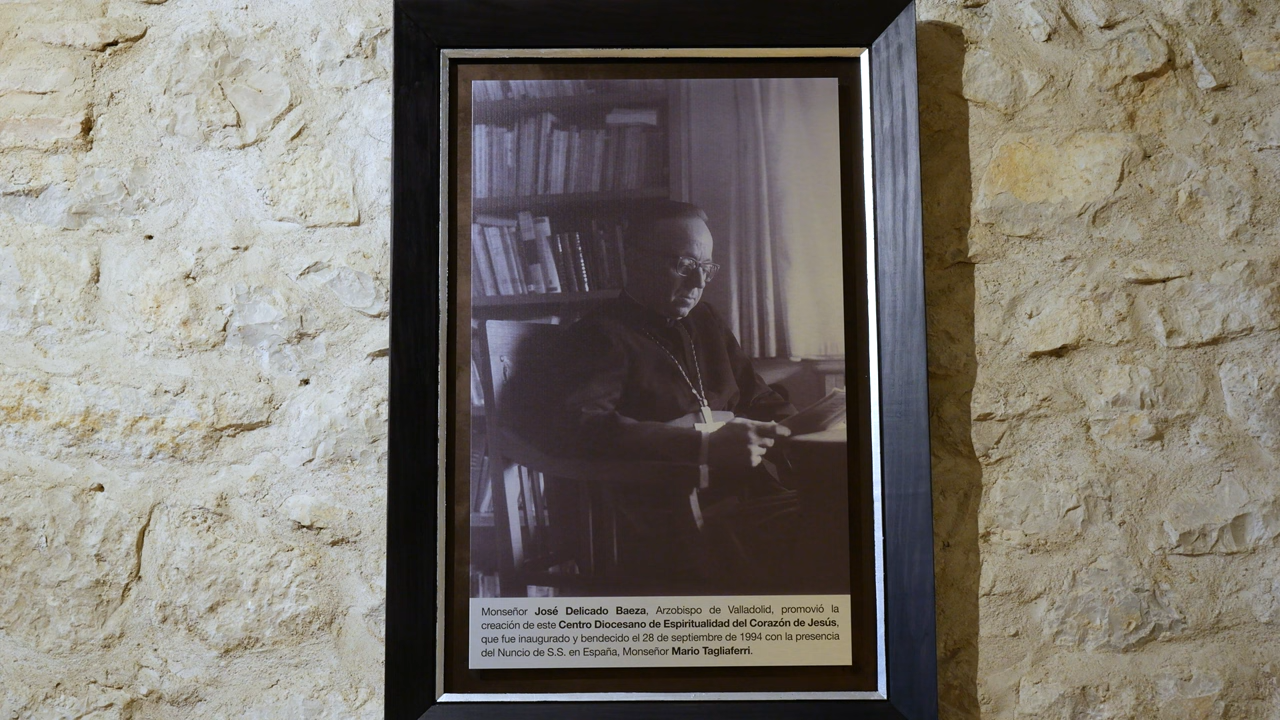 Monseñor José Delicado Baeza, Arzobispo de Valladolid, promovió la
creación de este Centro Diocesano de Espiritualidad del Corazón de Jesús,
que fue inaugurado y bendecido el 28 de septiembre de 1994 con la presencia
del Nuncio de S.S. en España, Monseñor Mario Tagliaferri.